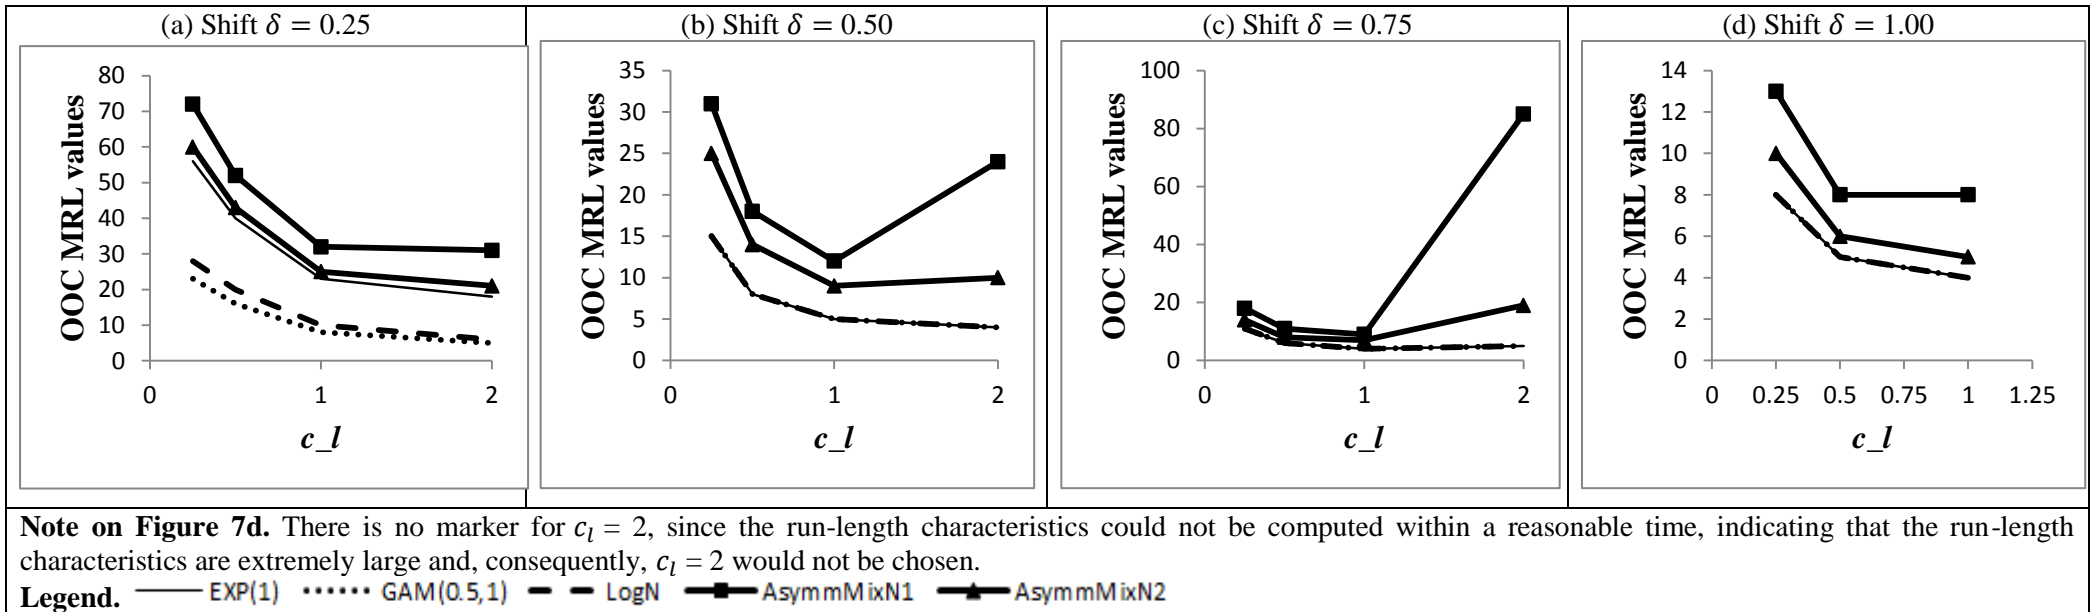 (a) Shift δ = 0.25
(b) Shift δ = 0.50
(c) Shift δ = 0.75
(d) Shift δ = 1.00
OOC MRL values
80
70
60
50
40
30
20
10
0
0 1 2
c_l
OOC MRL values
35
30
25
20
15
10
5
0
0 1 2
c_l
OOC MRL values
100
80
60
40
20
0
0 1 2
c_l
OOC MRL values
14
12
10
8
6
4
2
0
0 0.25 0.5 0.75 1 1.25
c_l
Note on Figure 7d. There is no marker for c_l = 2, since the run-length characteristics could not be computed within a reasonable time, indicating that the run-length
characteristics are extremely large and, consequently, c_l = 2 would not be chosen.
Legend. EXP(1) GAM(0.5,1) LogN AsymmMixN1 AsymmMixN2